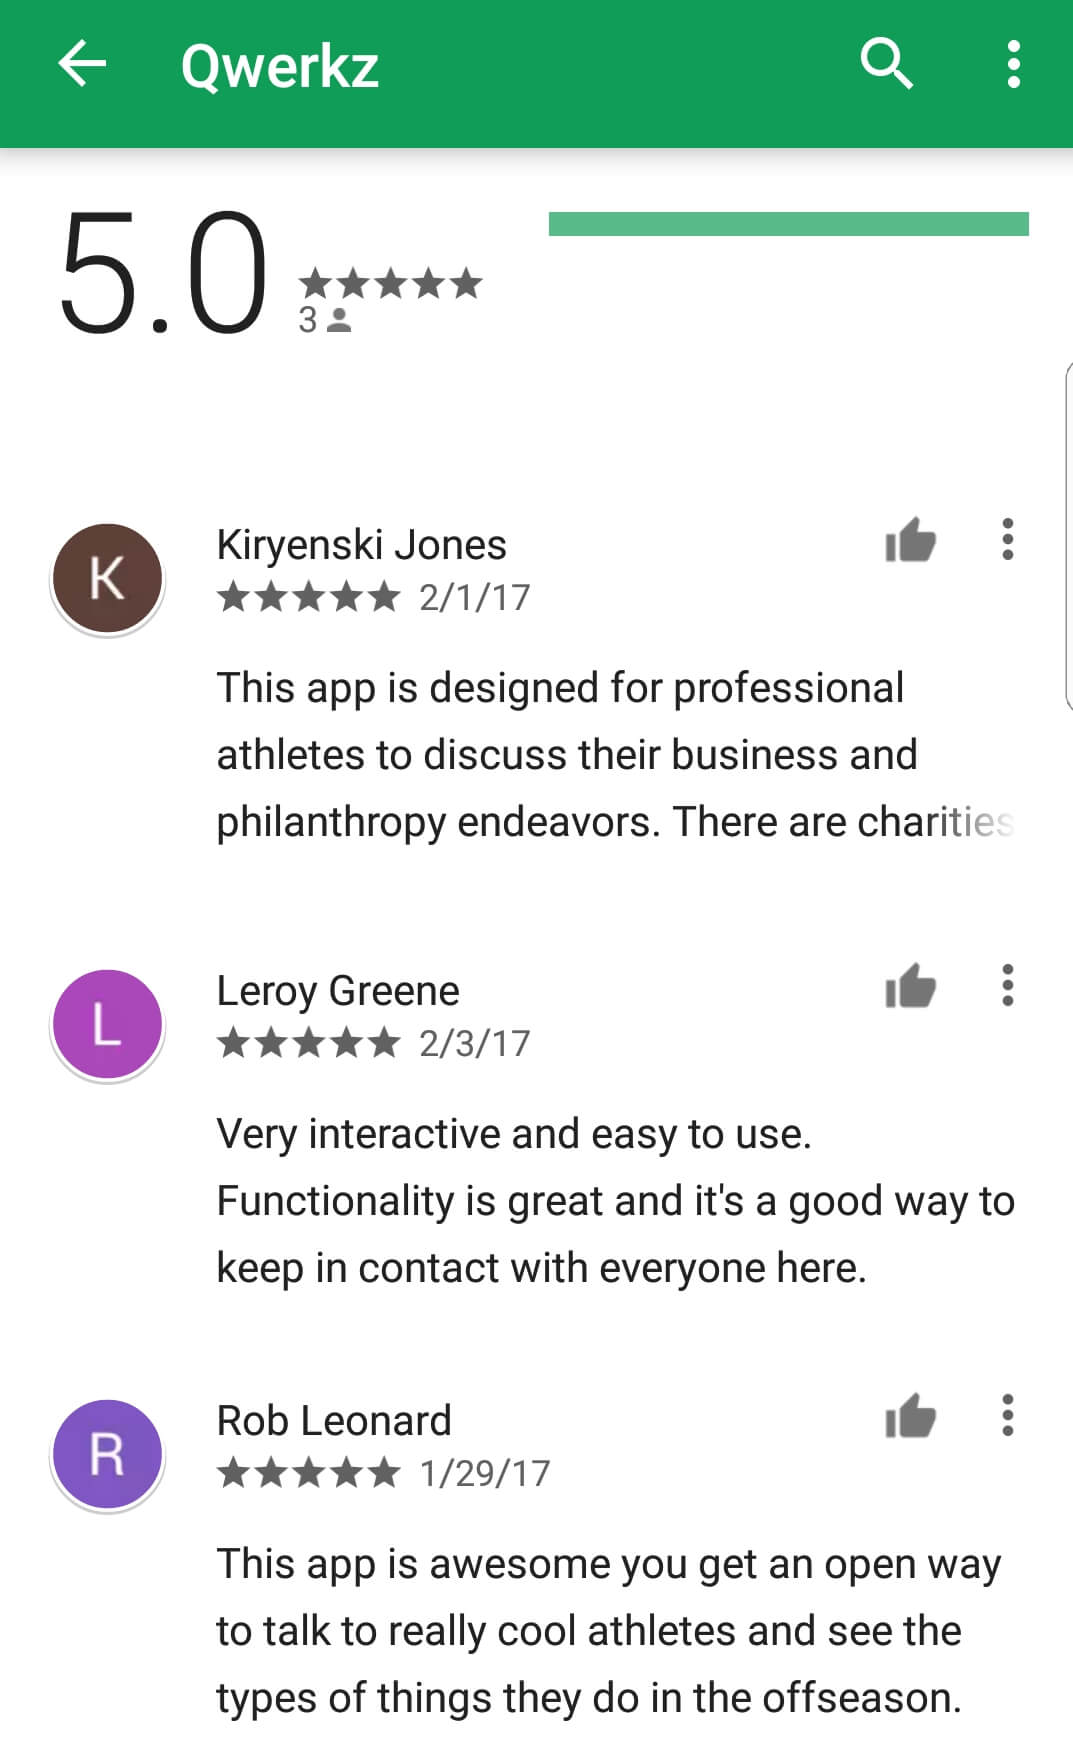 Qwerkz
5.0
3
K
Kiryenski Jones
2/1/17
This app is designed for professional
athletes to discuss their business and
philanthropy endeavors. There are charities
L
Leroy Greene
2/3/17
Very interactive and easy to use.
Functionality is great and it's a good way to
keep in contact with everyone here.
R
Rob Leonard
1/29/17
This app is awesome you get an open way
to talk to really cool athletes and see the
types of things they do in the offseason.